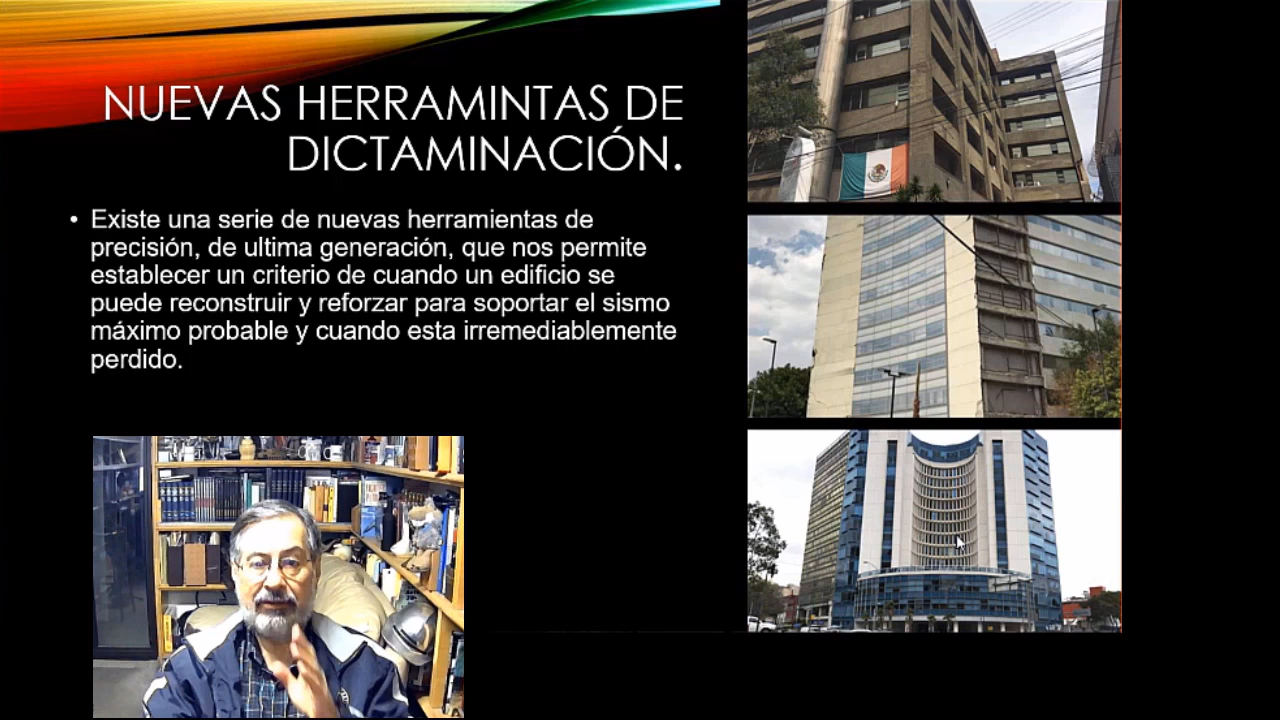 NUEVAS HERRAMINTAS DE
DICTAMINACIÓN.
• Existe una serie de nuevas herramientas de
precisión, de ultima generación, que nos permite
establecer un criterio de cuando un edificio se
puede reconstruir y reforzar para soportar el sismo
máximo probable y cuando esta irremediablemente
perdido.